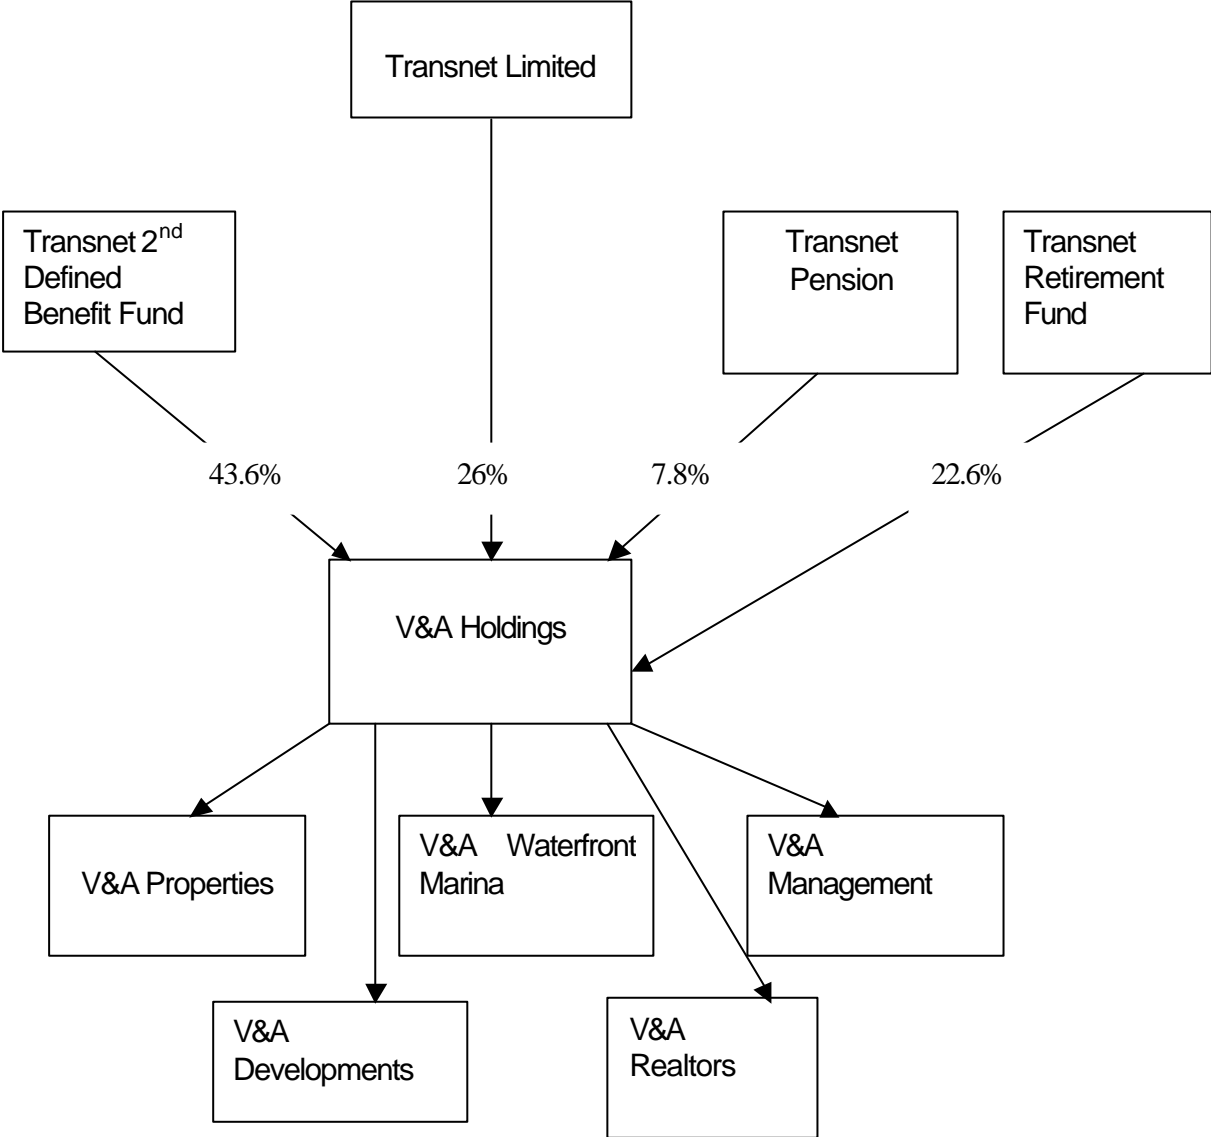 Transnet Limited
Transnet 2nd
Defined
Benefit Fund
Transnet
Pension
Transnet
Retirement
Fund
43.6%
26%
7.8%
22.6%
V&A Holdings
V&A Properties
V&A Waterfront
Marina
V&A
Management
V&A
Developments
V&A
Realtors